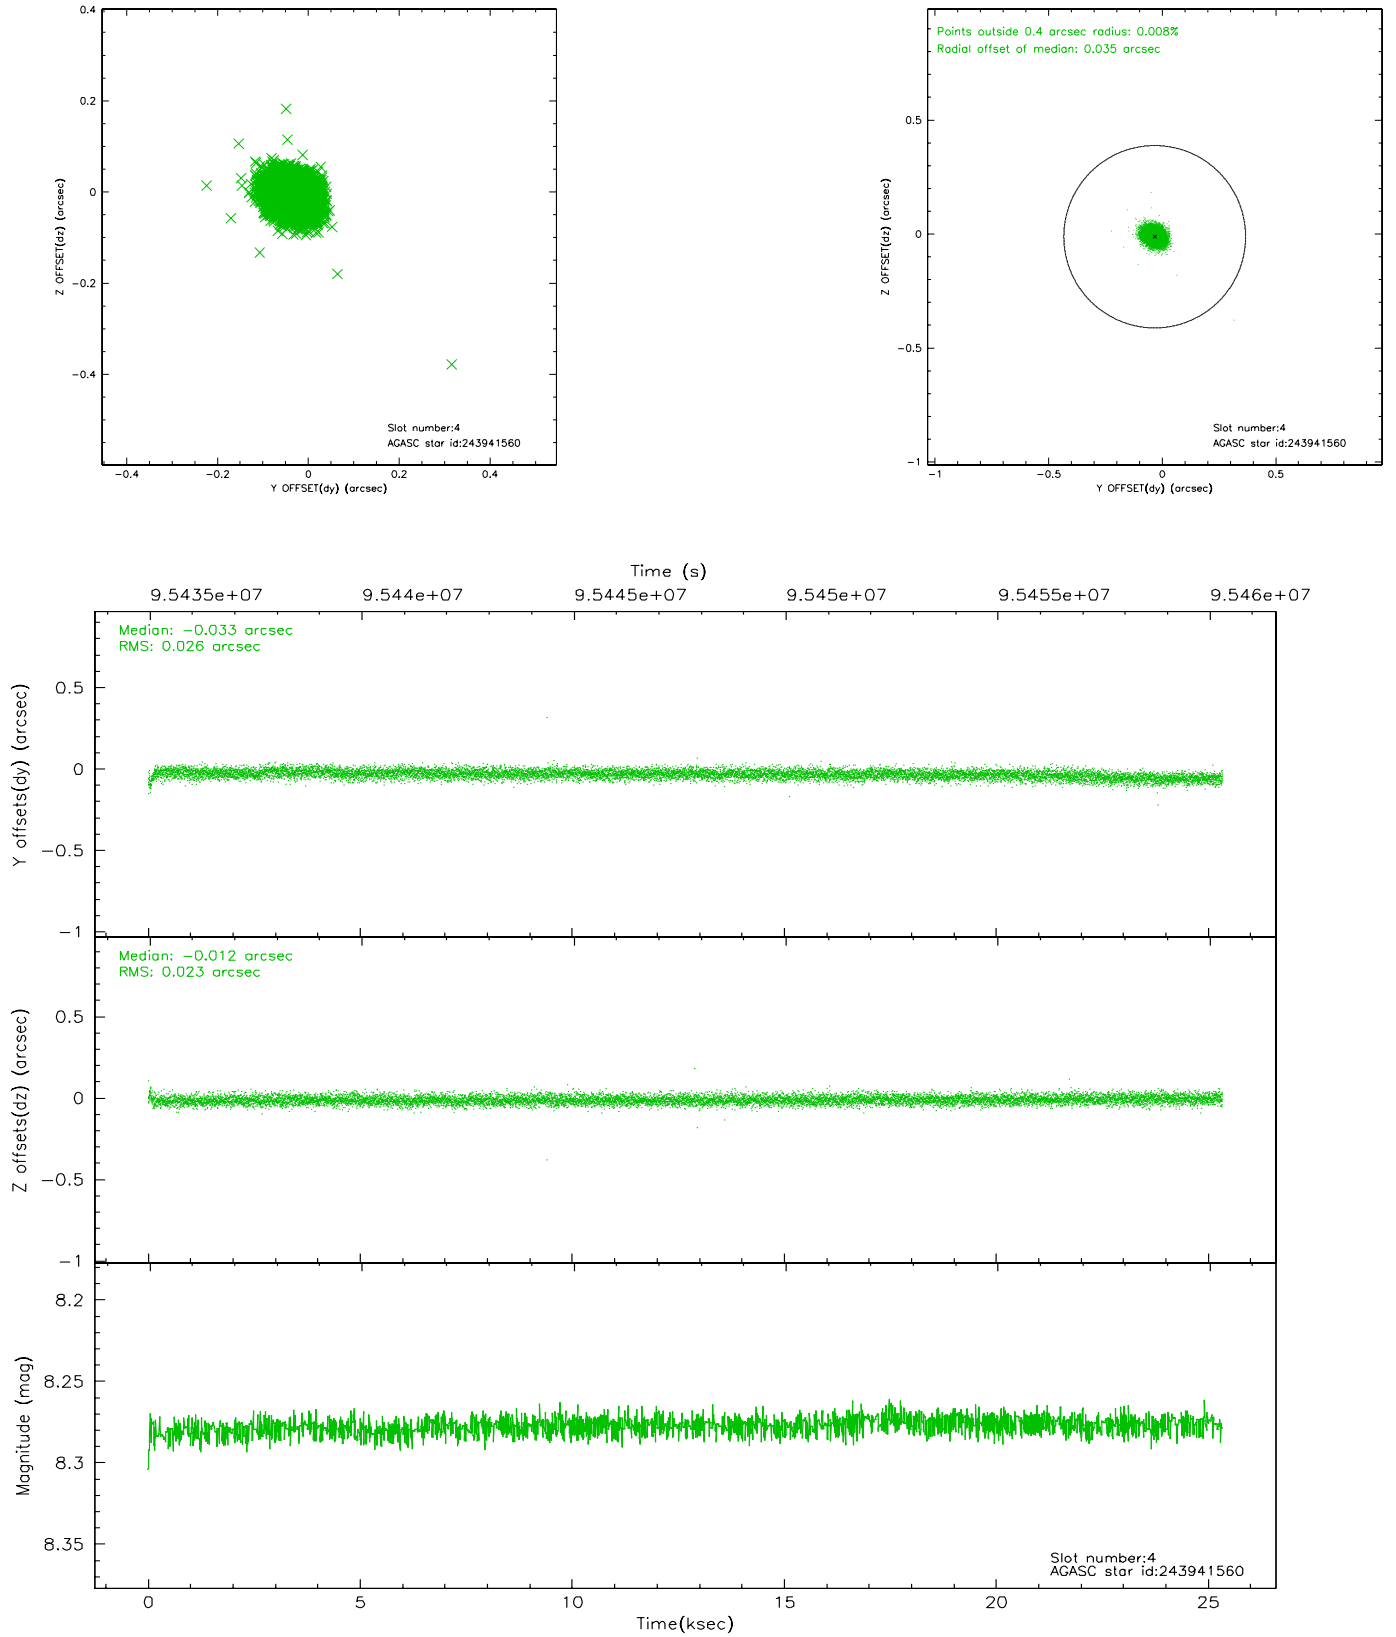 0.4
0.2
0
−0.2
−0.4
Z OFFSET(dz) (arcsec)
Slot number:4
AGASC star id:243941560
−0.4 −0.2 0 0.2 0.4
Y OFFSET(dy) (arcsec)
Points outside 0.4 arcsec radius: 0.008%
Radial offset of median: 0.035 arcsec
0.5
0
−0.5
−1
Z OFFSET(dz) (arcsec)
Slot number:4
AGASC star id:243941560
−1 −0.5 0 0.5
Y OFFSET(dy) (arcsec)
Time (s)
9.5435e+07 9.544e+07 9.5445e+07 9.545e+07 9.5455e+07 9.546e+07
Median: −0.033 arcsec
RMS: 0.026 arcsec
0.5
0
−0.5
−1
Y offsets(dy) (arcsec)
Median: −0.012 arcsec
RMS: 0.023 arcsec
0.5
0
−0.5
−1
Z offsets(dz) (arcsec)
8.2
8.25
8.3
8.35
Magnitude (mag)
Slot number:4
AGASC star id:243941560
0 5 10 15 20 25
Time(ksec)